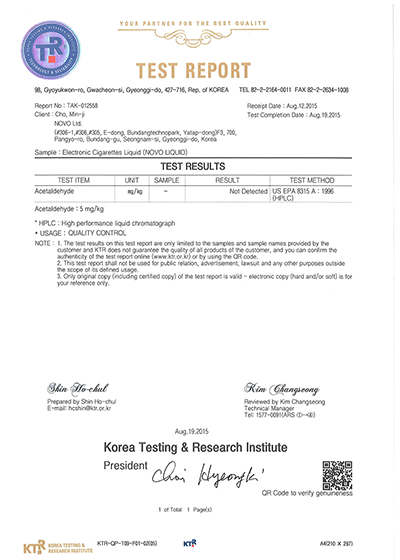 YOUR PARTNER FOR THE BEST QUALITY
TESTING & RESEARCH INSTITUTE
TR
TECHNOLOGY & RESEARCH
TEST REPORT
98, Gyoyukwon-ro, Gwacheon-si, Gyeonggi-do, 427-716, Rep. of KOREA TEL 82-2-2164-0011 FAX 82-2-2634-1008
Report No : TAK-012558 Receipt Date : Aug,12,2015
Client : Cho, Min-ji Test Completion Date : Aug,19,2015
NOVO Ltd.
(#306-1,#306,#305, E-dong, Bundangtechnopark, Yatap-dong)F3, 700,
Pangyo-ro, Bundang-gu, Seongnam-si, Gyeonggi-do, Korea
Sample : Electronic Cigarettes Liquid (NOVO LIQUID)
TEST RESULTS
TEST ITEM UNIT SAMPLE RESULT TEST METHOD
Acetaldehyde mg/kg - Not Detected US EPA 8315 A : 1996
(HPLC)
Acetaldehyde : 5 mg/kg
* HPLC : High performance liquid chromatograph
• USAGE : QUALITY CONTROL
NOTE : 1. The test results on this test report are only limited to the samples and sample names provided by the
customer and KTR does not guarantee the quality of all products of the customer, and you can confirm the
authenticity of the test report online (www.ktr.or.kr) or by using the QR code.
2. This test report shall not be used for public relation, advertisement, lawsuit and any other purposes outside
the scope of its defined usage.
3. Only original copy (including certified copy) of the test report is valid - electronic copy (hard and/or soft) is for
your reference only.
Shin Ho-chul Kim Changseong
Prepared by Shin Ho-chul Reviewed by Kim Changseong
E-mail: hcshin@ktr.or.kr Technical Manager
Tel: 1577-0091(ARS ①-④)
Aug,19,2015
Korea Testing & Research Institute
President Choi Hyeongki
QR Code to verify genuineness
1 of Total 1 Page(s)
KTR KOREA TESTING &
RESEARCH INSTITUTE
KTR-QP-T09-F01-02(05) KTR A4(210 X 297)